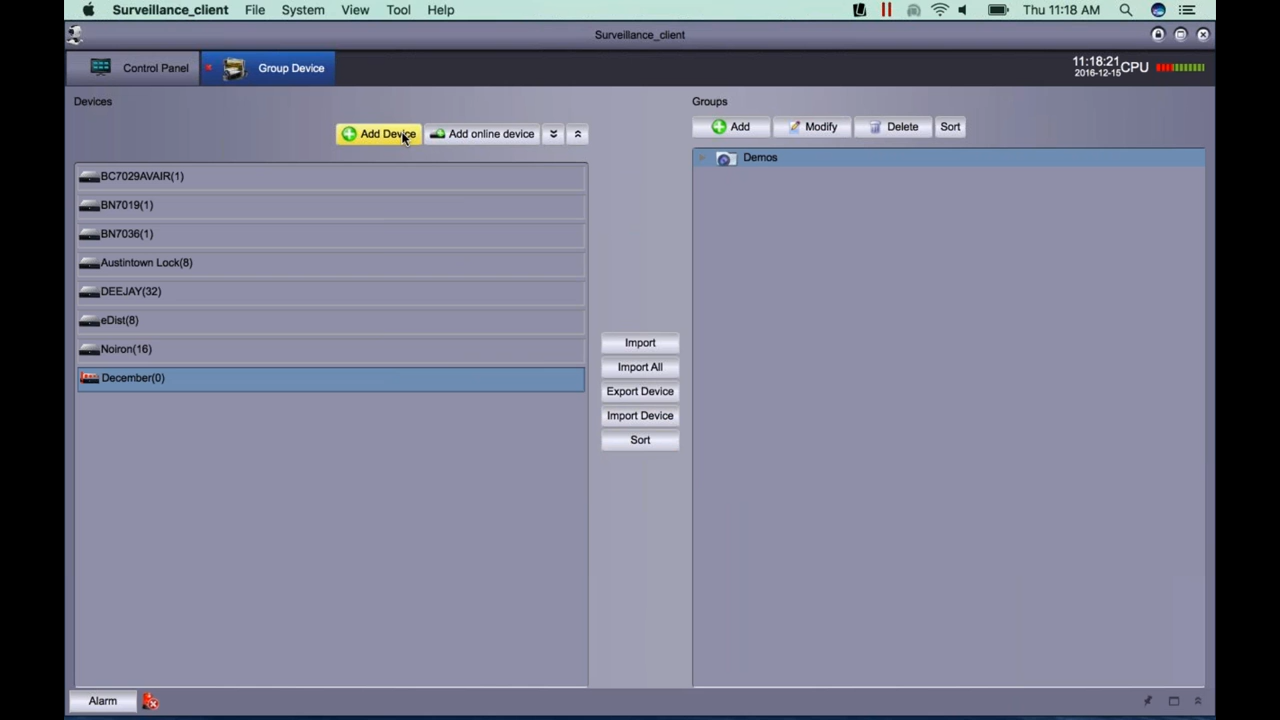 Surveillance_client File System View Tool Help Thu 11:18 AM
Surveillance_client
Control Panel Group Device 11:18:21 CPU
2016-12-15
Devices Groups
Add Device Add online device Add Modify Delete Sort
Demos
BC7029AVAIR(1)
BN7019(1)
BN7036(1)
Austintown Lock(8)
DEEJAY(32)
eDist(8)
Noiron(16)
December(0)
Import
Import All
Export Device
Import Device
Sort
Alarm